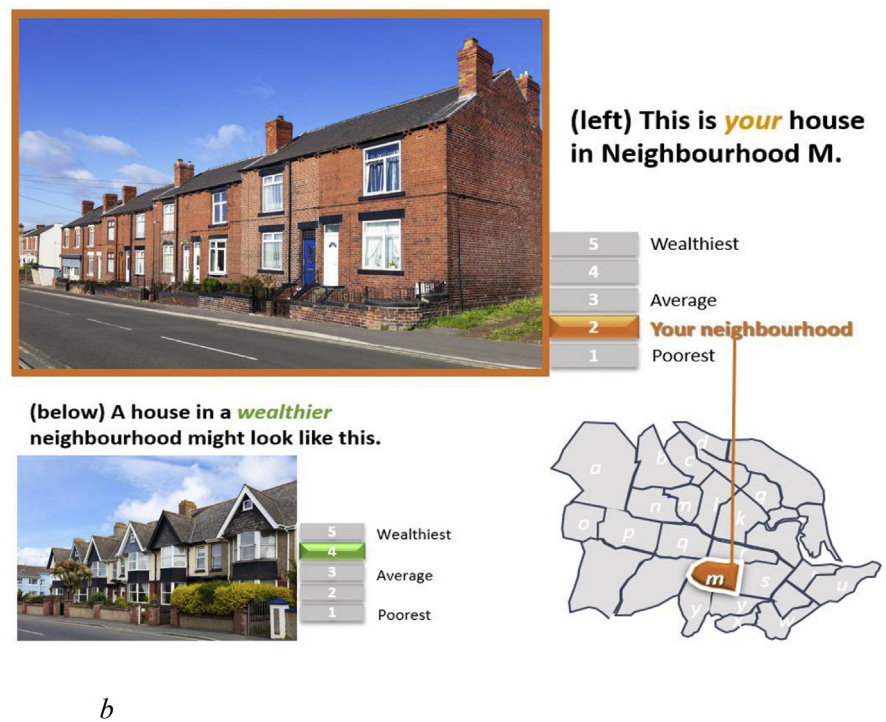 (left) This is your house
in Neighbourhood M.
5 Wealthiest
4
3 Average
2 Your neighbourhood
1 Poorest
(below) A house in a wealthier
neighbourhood might look like this.
5 Wealthiest
4
3 Average
2
1 Poorest
a
b
c
d
n
m
l
g
k
o
p
q
r
m
s
u
y
v
x
w
b